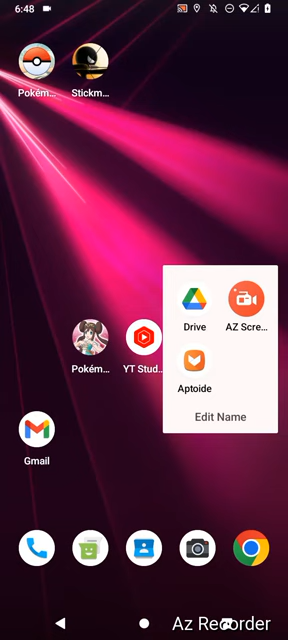 6:48
Pokém...
Stickm...
Drive
AZ Scre...
Pokém...
YT Stud...
Aptoide
Edit Name
Gmail
Az Recorder